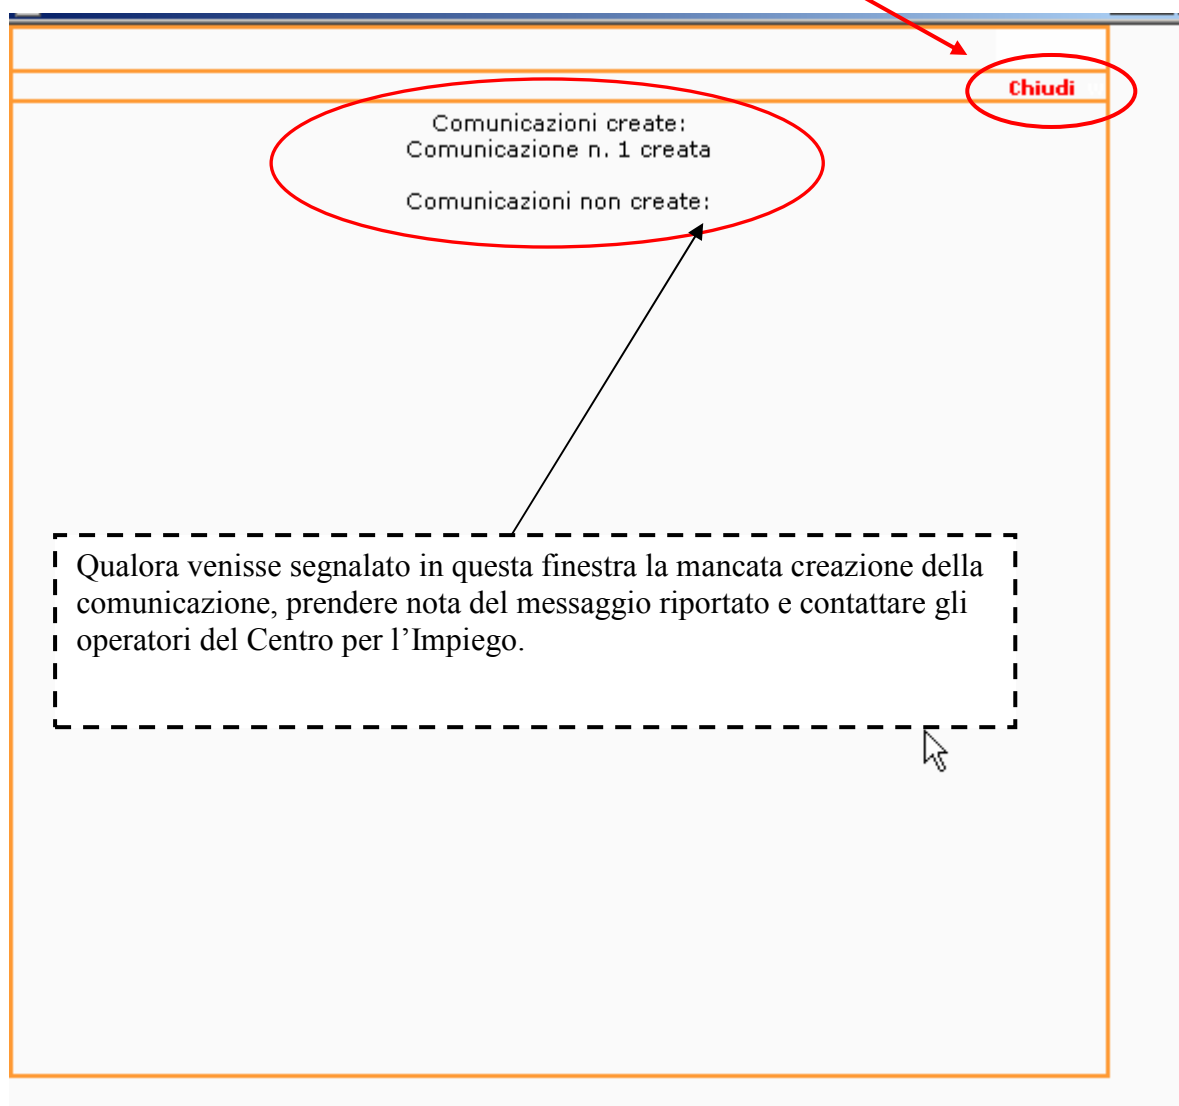 Chiudi
Comunicazioni create:
Comunicazione n. 1 creata
Comunicazioni non create:
Qualora venisse segnalato in questa finestra la mancata creazione della
comunicazione, prendere nota del messaggio riportato e contattare gli
operatori del Centro per l’Impiego.